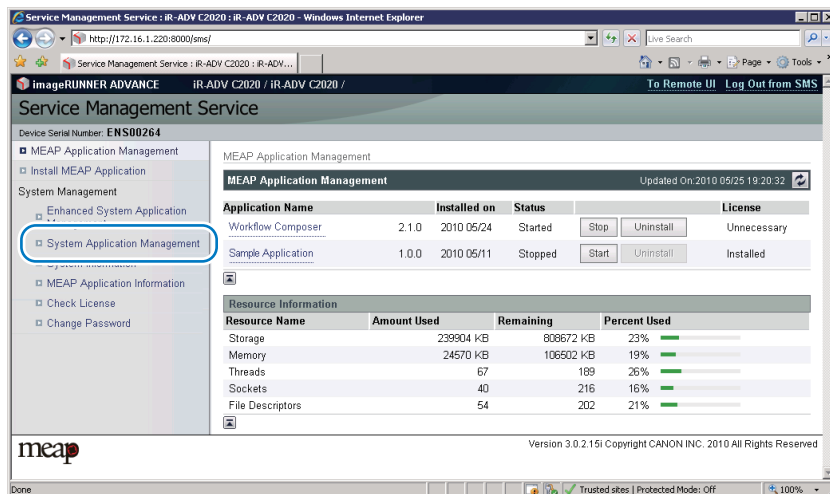 Service Management Service : iR-ADV C2020 : iR-ADV C2020 - Windows Internet Explorer
http://172.16.1.220:8000/sms/
Live Search
Service Management Service : iR-ADV C2020 : iR-ADV...
Page
Tools
imageRUNNER ADVANCE iR-ADV C2020 / iR-ADV C2020 /
To Remote UI Log Out from SMS
Service Management Service
Device Serial Number: ENS00264
MEAP Application Management
Install MEAP Application
System Management
Enhanced System Application
System Application Management
System Information
MEAP Application Information
Check License
Change Password
MEAP Application Management
MEAP Application Management Updated On:2010 05/25 19:20:32
Application Name Installed on Status License
Workflow Composer 2.1.0 2010 05/24 Started Stop Uninstall Unnecessary
Sample Application 1.0.0 2010 05/11 Stopped Start Uninstall Installed
Resource Information
Resource Name Amount Used Remaining Percent Used
Storage 239904 KB 808672 KB 23%
Memory 24570 KB 106502 KB 19%
Threads 67 189 26%
Sockets 40 216 16%
File Descriptors 54 202 21%
meap
Version 3.0.2.15i Copyright CANON INC. 2010 All Rights Reserved
Done
Trusted sites | Protected Mode: Off
100%